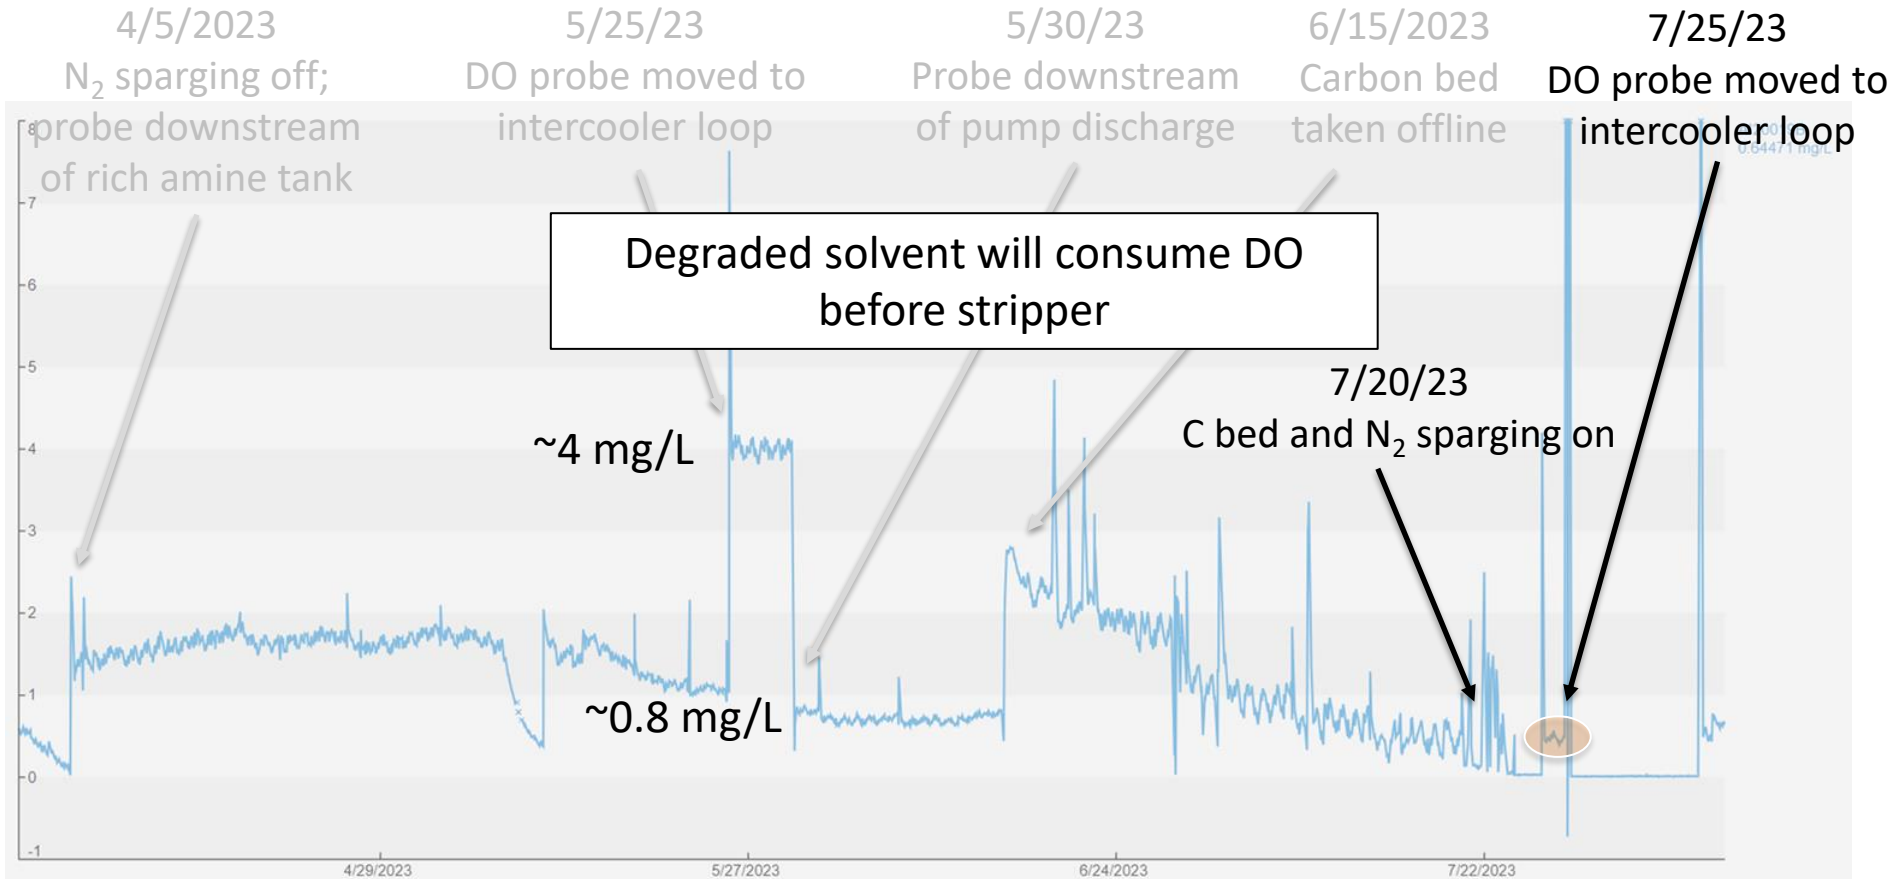 4/5/2023
N₂ sparging off;
probe downstream
of rich amine tank
5/25/23
DO probe moved to
intercooler loop
5/30/23
Probe downstream
of pump discharge
6/15/2023
Carbon bed
taken offline
7/25/23
DO probe moved to
intercooler loop
0.64471 mg/L
Degraded solvent will consume DO
before stripper
7/20/23
C bed and N₂ sparging on
~4 mg/L
~0.8 mg/L
8
7
6
5
4
3
2
1
0
-1
4/29/2023
5/27/2023
6/24/2023
7/22/2023